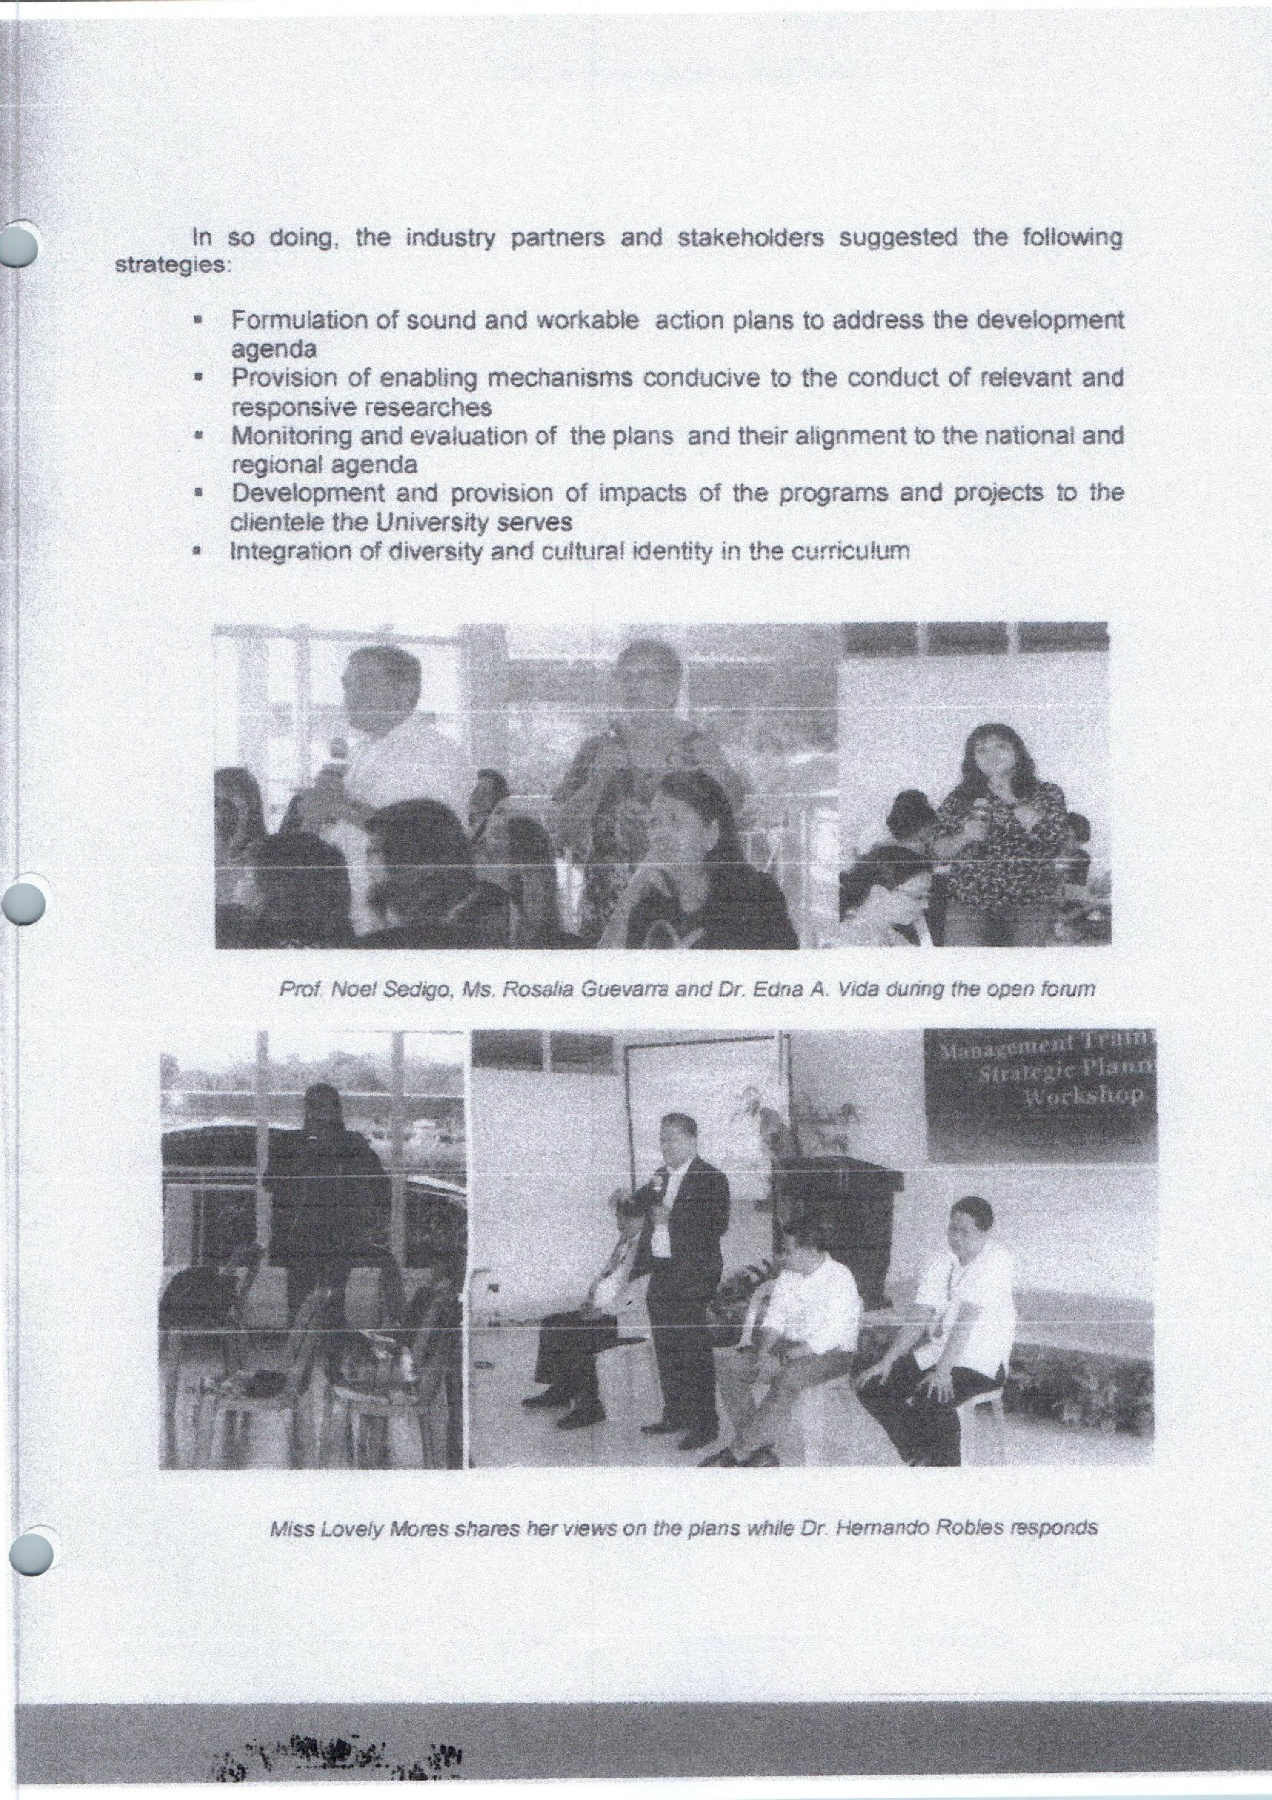 In so doing, the industry partners and stakeholders suggested the following
strategies:
▪ Formulation of sound and workable action plans to address the development
agenda
▪ Provision of enabling mechanisms conducive to the conduct of relevant and
responsive researches
▪ Monitoring and evaluation of the plans and their alignment to the national and
regional agenda
▪ Development and provision of impacts of the programs and projects to the
clientele the University serves
▪ Integration of diversity and cultural identity in the curriculum
Prof. Noel Sedigo, Ms. Rosalia Guevarra and Dr. Edna A. Vida during the open forum
Management Train
Strategic Plann
Workshop
Miss Lovely Mores shares her views on the plans while Dr. Hernando Robles responds